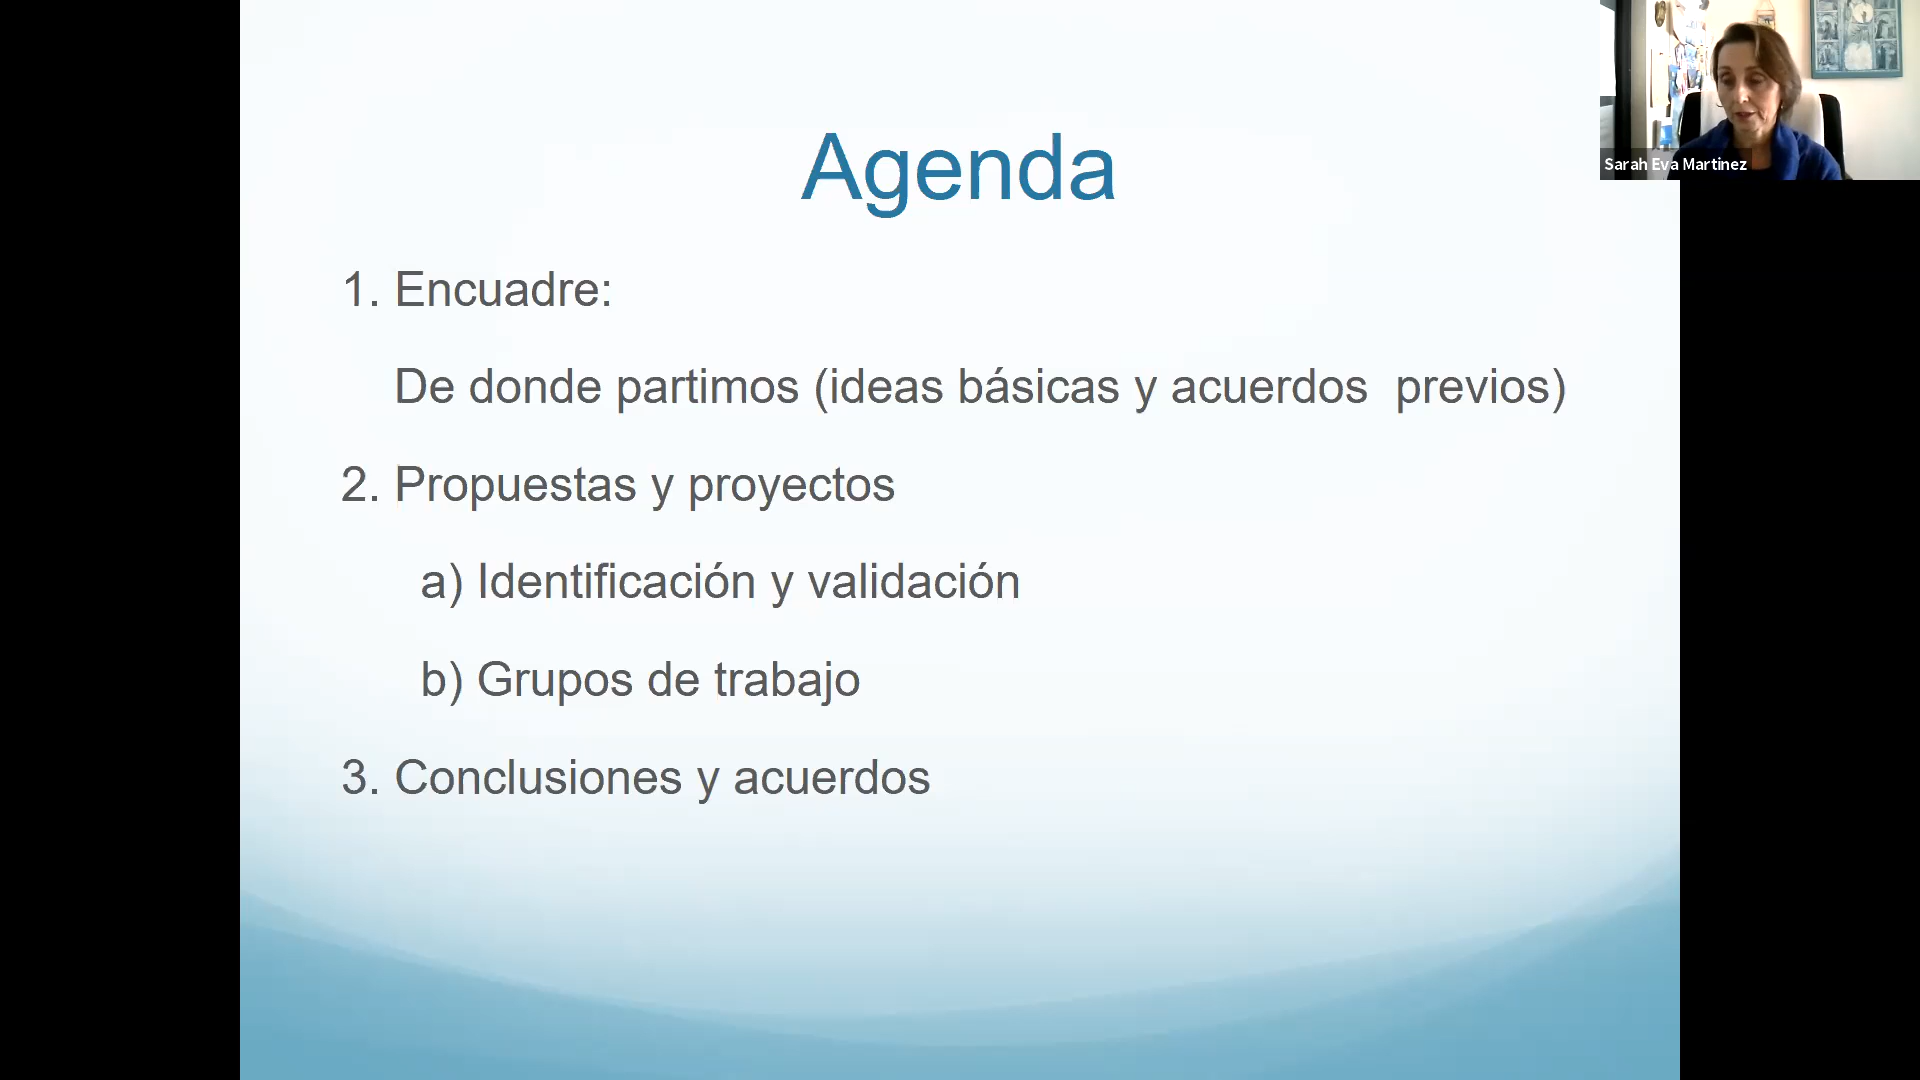 Agenda
1. Encuadre:
De donde partimos (ideas básicas y acuerdos  previos)
2. Propuestas y proyectos
a) Identificación y validación
b) Grupos de trabajo
3. Conclusiones y acuerdos
Sarah Eva Martinez